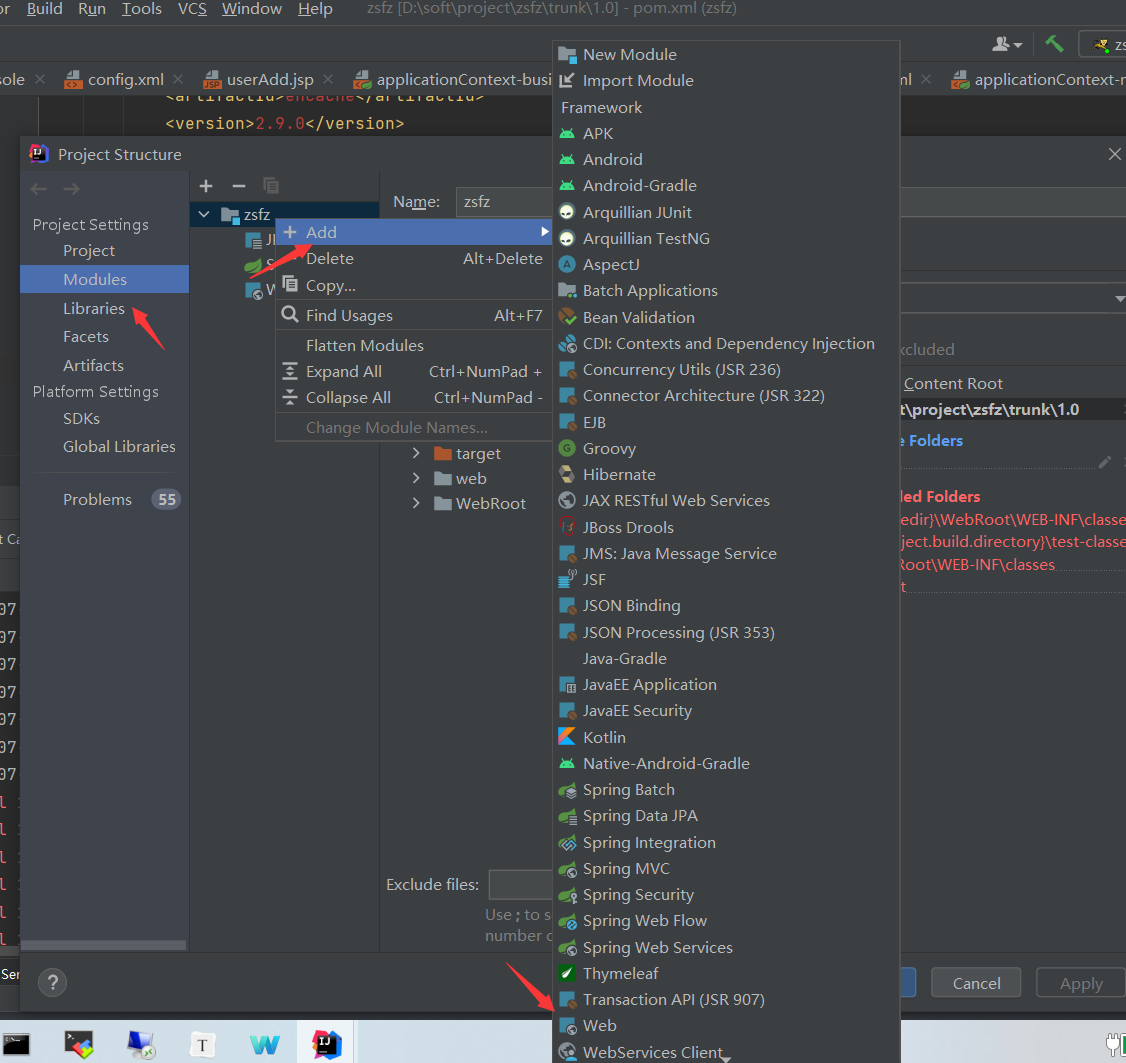 Build Run Tools VCS Window Help zsfz [D:\soft\project\zsfz\trunk\1.0] - pom.xml (zsfz)
config.xml userAdd.jsp applicationContext-busi applicationContext-
<version>2.9.0</version>
Project Structure
Project Settings
Project
Modules
Libraries
Facets
Artifacts
Platform Settings
SDKs
Global Libraries
Problems 55
zsfz
Name: zsfz
Add
Delete Alt+Delete
Copy...
Find Usages Alt+F7
Flatten Modules
Expand All Ctrl+NumPad +
Collapse All Ctrl+NumPad -
Change Module Names...
target
web
WebRoot
Exclude files:
Use ; to s
number
New Module
Import Module
Framework
APK
Android
Android-Gradle
Arquillian JUnit
Arquillian TestNG
AspectJ
Batch Applications
Bean Validation
CDI: Contexts and Dependency Injection
Concurrency Utils (JSR 236)
Connector Architecture (JSR 322)
EJB
Groovy
Hibernate
JAX RESTful Web Services
JBoss Drools
JMS: Java Message Service
JSF
JSON Binding
JSON Processing (JSR 353)
Java-Gradle
JavaEE Application
JavaEE Security
Kotlin
Native-Android-Gradle
Spring Batch
Spring Data JPA
Spring Integration
Spring MVC
Spring Security
Spring Web Flow
Spring Web Services
Thymeleaf
Transaction API (JSR 907)
Web
WebServices Client
xcluded
Content Root
t\project\zsfz\trunk\1.0
e Folders
led Folders
edir}\WebRoot\WEB-INF\classe
ject.build.directory}\test-classe
Root\WEB-INF\classes
t
? Cancel Apply